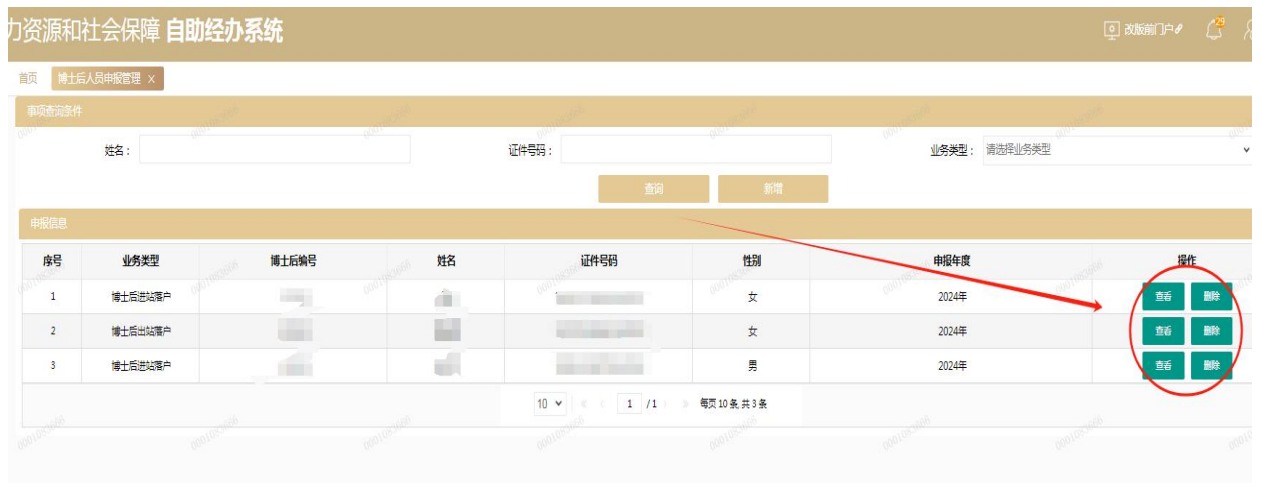 力资源和社会保障 自助经办系统 改版前门户 29
首页 博士后人员申报管理 ×
事项查询条件
姓名： 证件号码： 业务类型： 请选择业务类型
查询 新增
申报信息
序号 业务类型 博士后编号 姓名 证件号码 性别 申报年度 操作
1 博士后进站落户 女 2024年 查看 删除
2 博士后出站落户 女 2024年 查看 删除
3 博士后进站落户 男 2024年 查看 删除
10 « ‹ 1 /1 › » 每页 10 条,共 3 条